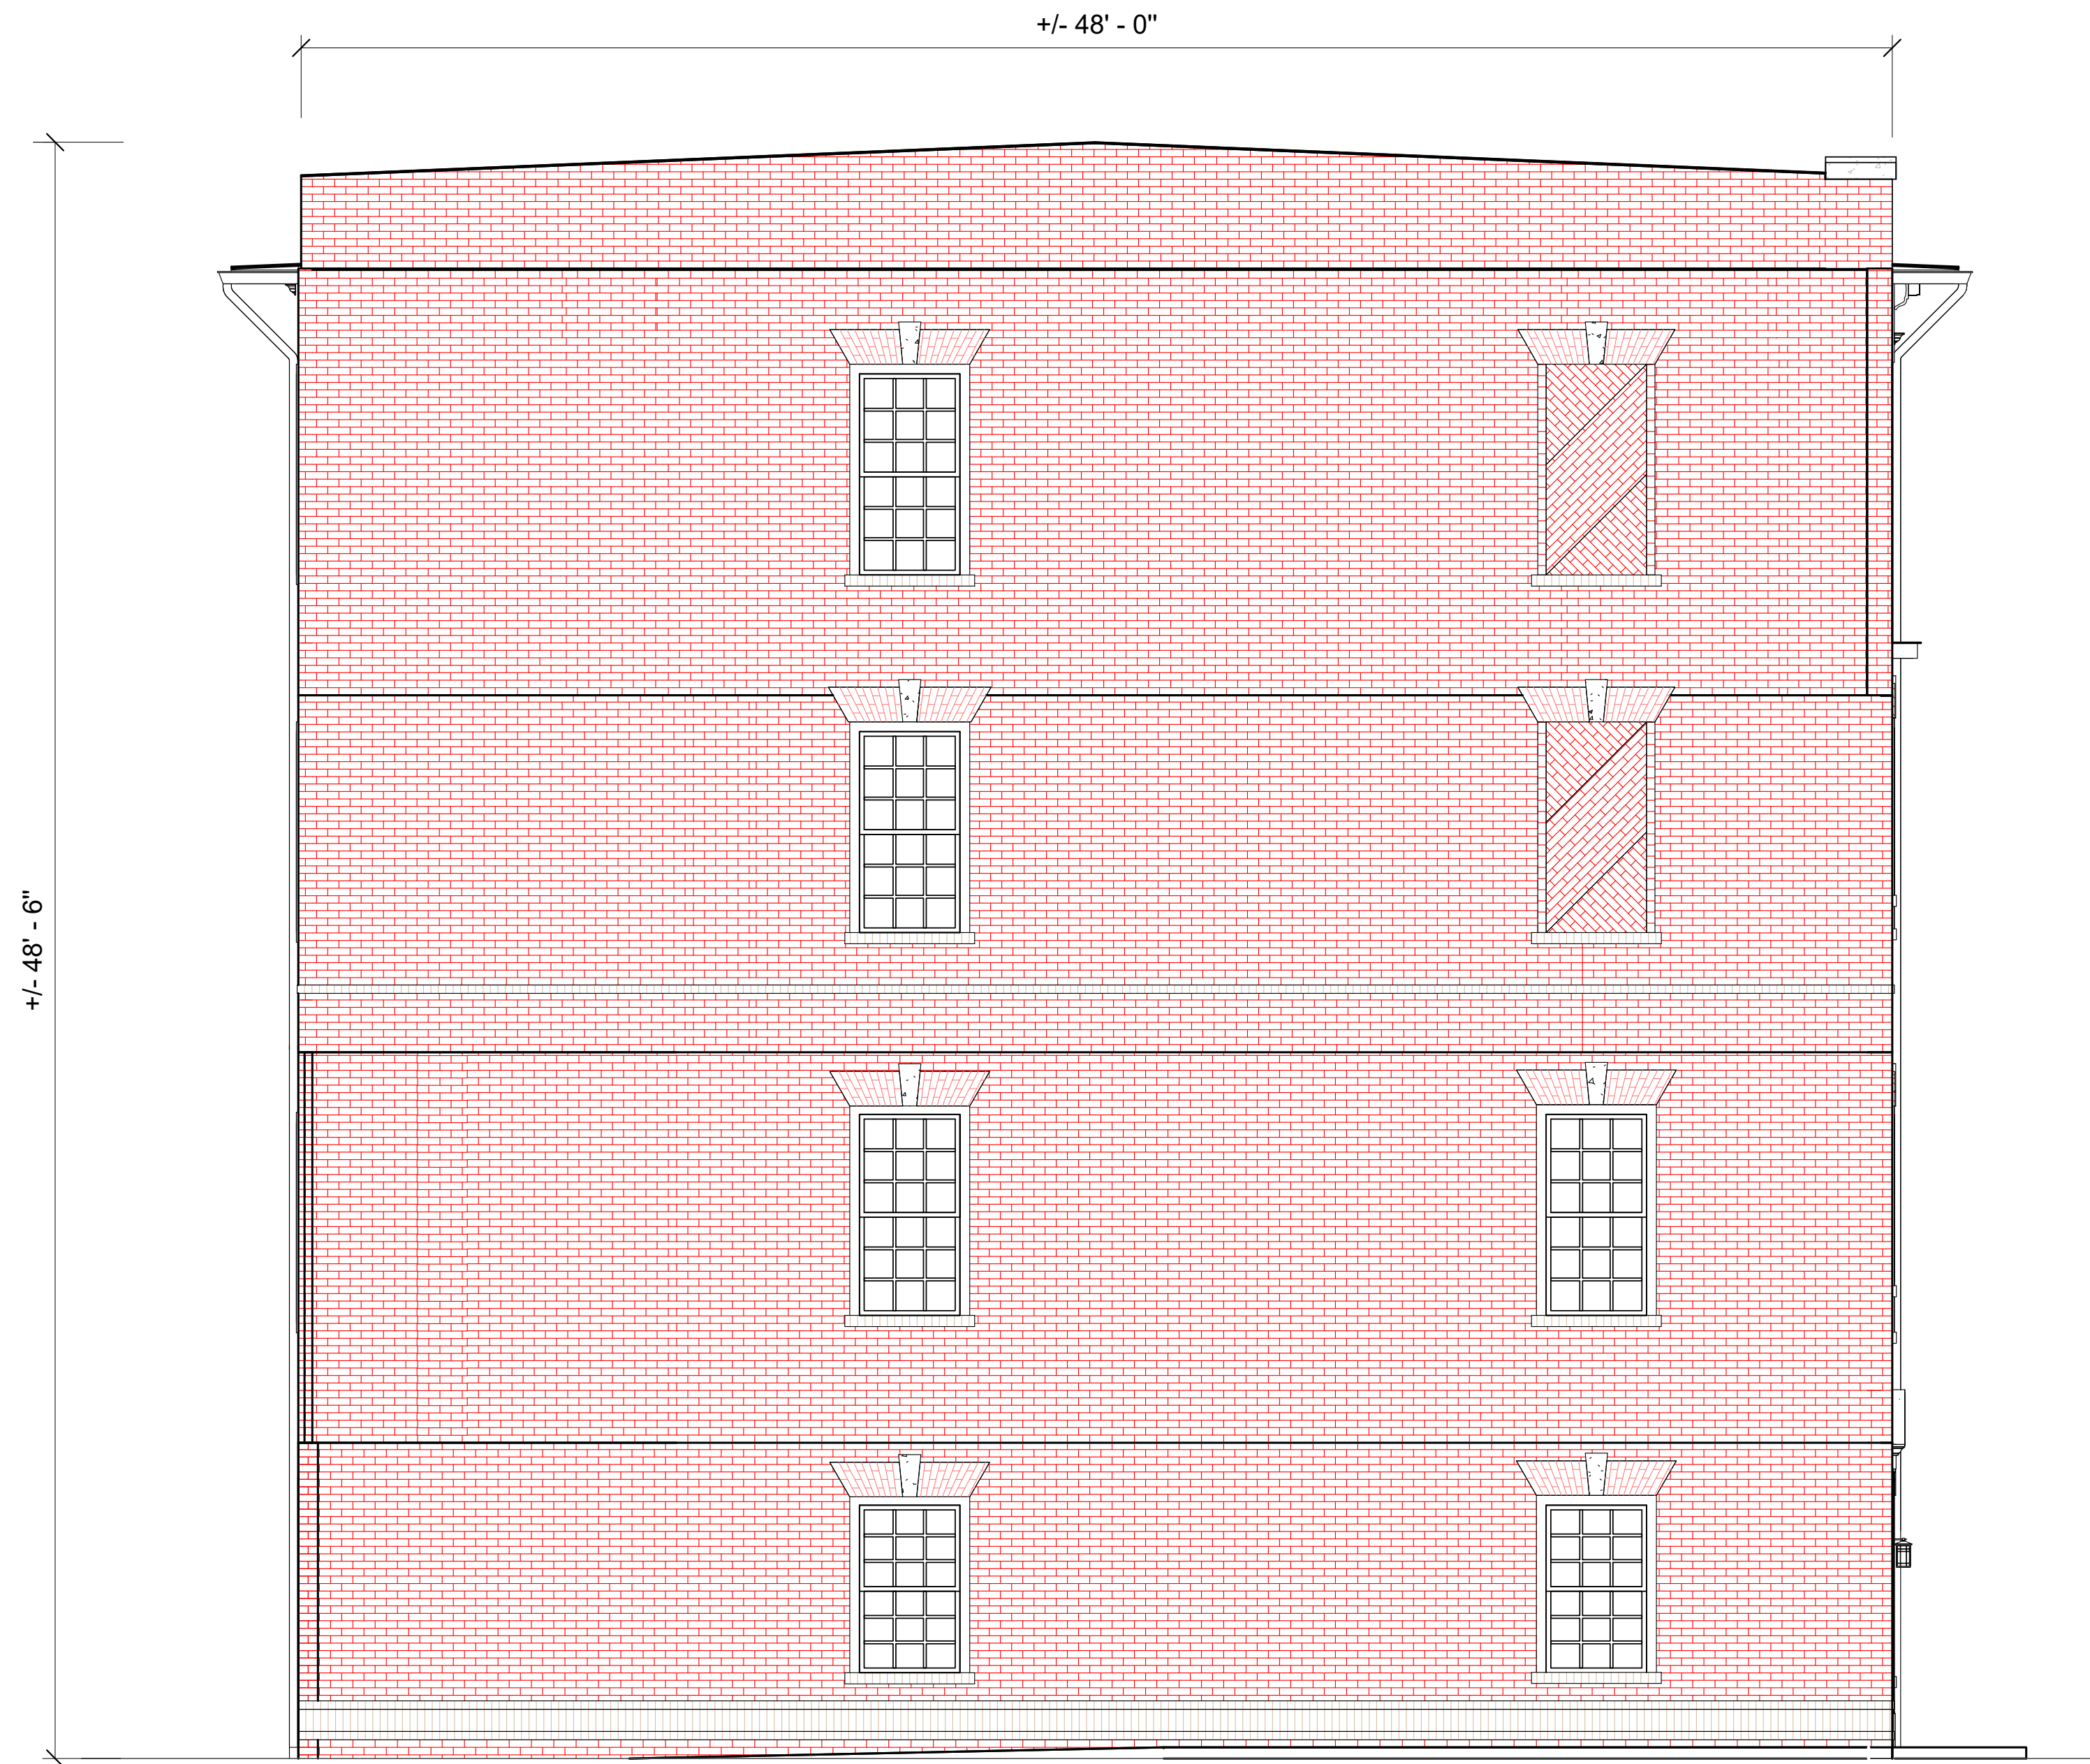 +/- 48' - 0"
+/- 48' - 6"